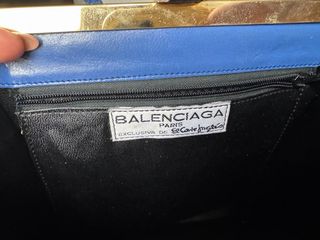 BALENCIAGA
PARIS
EXCLUSIVA DE El Corte Inglés